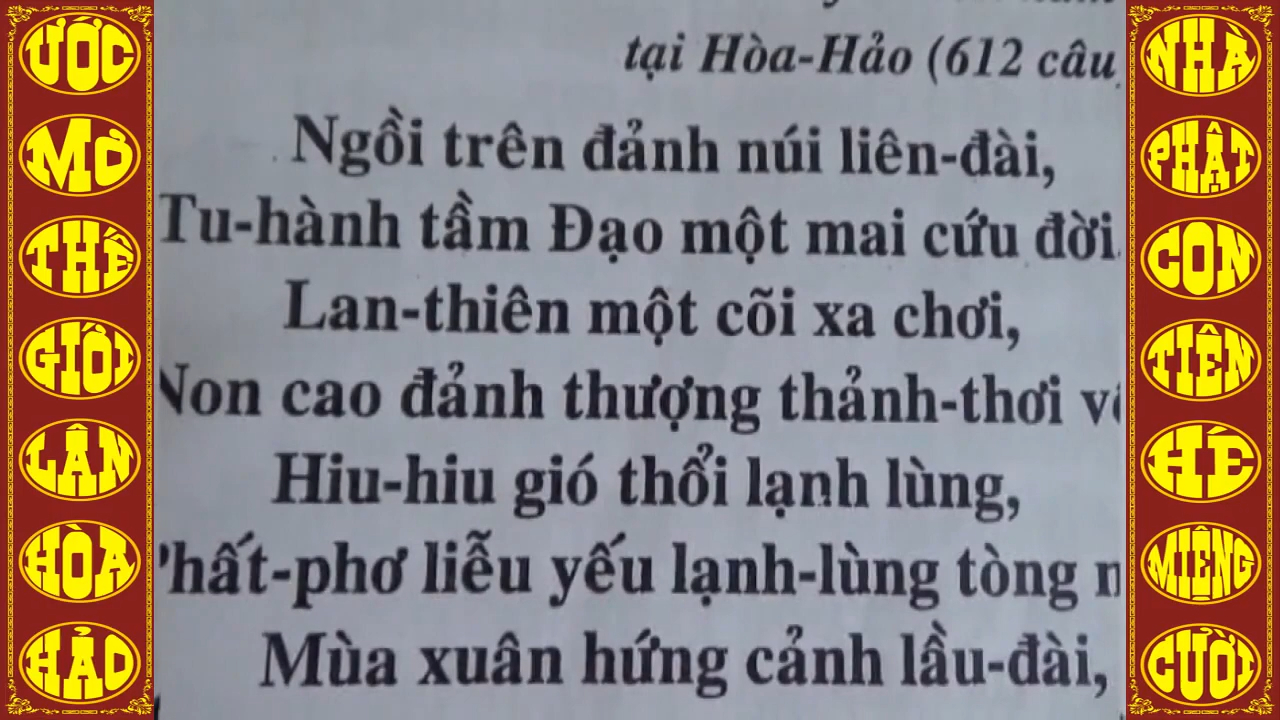 ƯỚC
MƠ
THẾ
GIỚI
LÂN
HÒA
HẢO
tại Hòa-Hảo (612 câu
Ngồi trên đảnh núi liên-đài,
Tu-hành tầm Đạo một mai cứu đời.
Lan-thiên một cõi xa chơi,
Non cao đảnh thượng thảnh-thơi
Hiu-hiu gió thổi lạnh lùng,
liễu yếu lạnh-lùng tòng
Mùa xuân hứng cảnh lầu-đài,
NHÀ
PHẬT
CON
TIÊN
HÉ
MIỆNG
CƯỜI